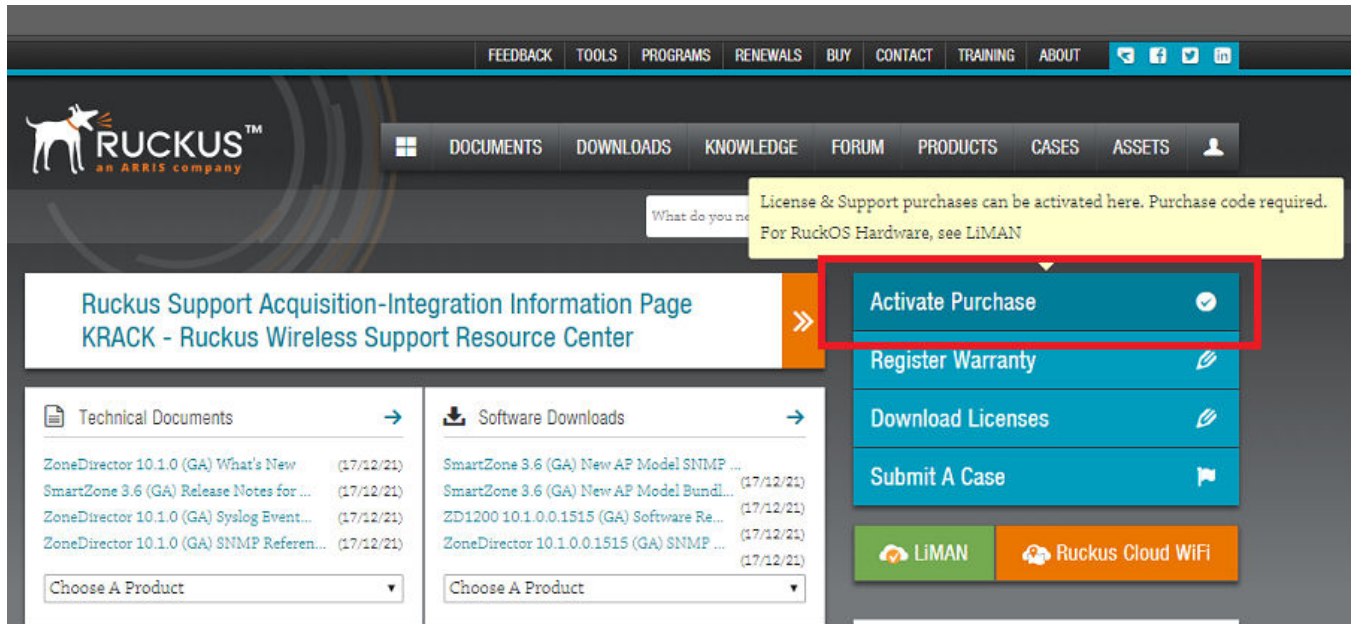 FEEDBACK TOOLS PROGRAMS RENEWALS BUY CONTACT TRAINING ABOUT
RUCKUS™
an ARRIS company
DOCUMENTS DOWNLOADS KNOWLEDGE FORUM PRODUCTS CASES ASSETS
What do you ne
License & Support purchases can be activated here. Purchase code required.
For RuckOS Hardware, see LiMAN
Ruckus Support Acquisition-Integration Information Page
KRACK - Ruckus Wireless Support Resource Center
Activate Purchase
Register Warranty
Download Licenses
Submit A Case
LiMAN
Ruckus Cloud WiFi
Technical Documents
ZoneDirector 10.1.0 (GA) What's New (17/12/21)
SmartZone 3.6 (GA) Release Notes for ... (17/12/21)
ZoneDirector 10.1.0 (GA) Syslog Event... (17/12/21)
ZoneDirector 10.1.0 (GA) SNMP Referen... (17/12/21)
Choose A Product
Software Downloads
SmartZone 3.6 (GA) New AP Model SNMP ...
(17/12/21)
SmartZone 3.6 (GA) New AP Model Bundl...
(17/12/21)
ZD1200 10.1.0.0.1515 (GA) Software Re...
(17/12/21)
ZoneDirector 10.1.0.0.1515 (GA) SNMP ...
(17/12/21)
Choose A Product